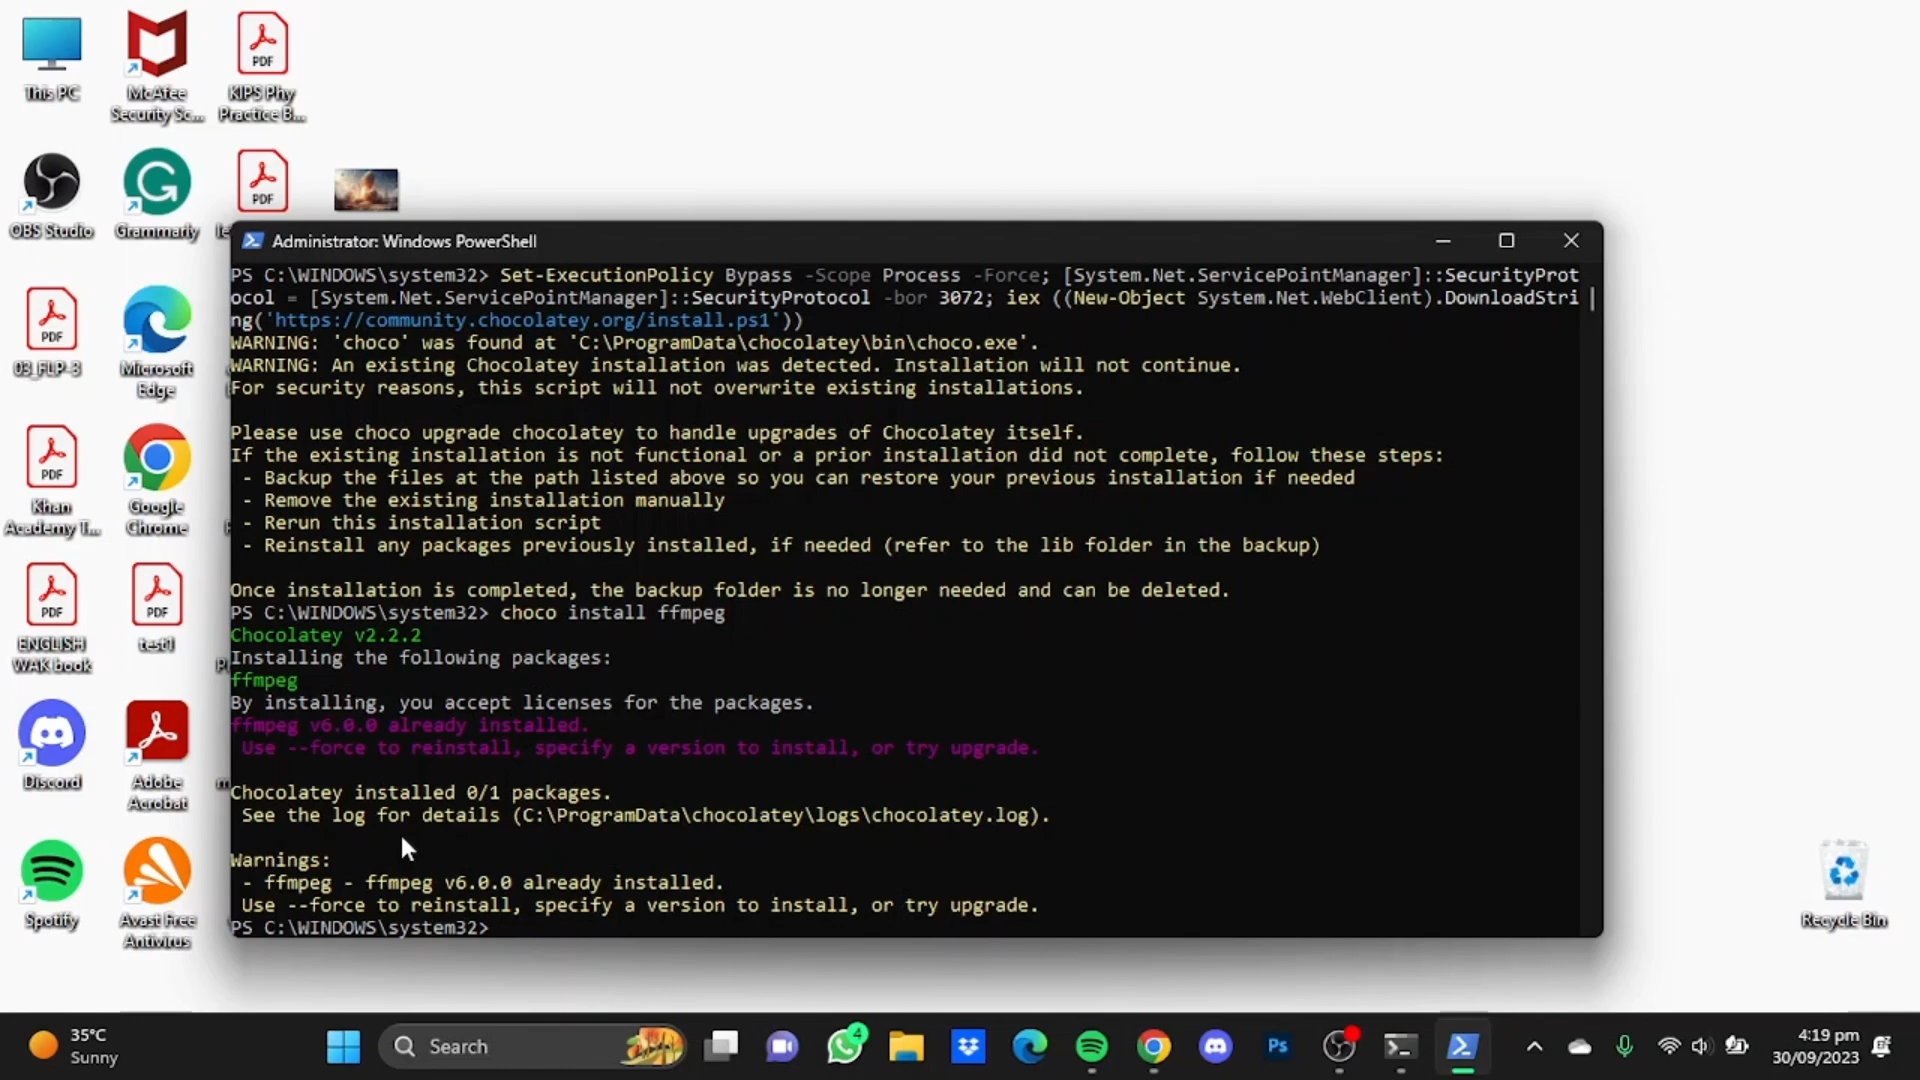 This PC
McAfee
Security Sc...
PDF
KIPS Phy
Practice B...
OBS Studio
Grammarly
PDF
PDF
03_FLP-3
Microsoft
Edge
PDF
Khan
Academy T...
Google
Chrome
PDF
ENGLISH
WAK book
PDF
test1
Discord
Adobe
Acrobat
Spotify
Avast Free
Antivirus
Recycle Bin
Administrator: Windows PowerShell
PS C:\WINDOWS\system32> Set-ExecutionPolicy Bypass -Scope Process -Force; [System.Net.ServicePointManager]::SecurityProt
ocol = [System.Net.ServicePointManager]::SecurityProtocol -bor 3072; iex ((New-Object System.Net.WebClient).DownloadStri
ng('https://community.chocolatey.org/install.ps1'))
WARNING: 'choco' was found at 'C:\ProgramData\chocolatey\bin\choco.exe'.
WARNING: An existing Chocolatey installation was detected. Installation will not continue.
For security reasons, this script will not overwrite existing installations.
Please use choco upgrade chocolatey to handle upgrades of Chocolatey itself.
If the existing installation is not functional or a prior installation did not complete, follow these steps:
- Backup the files at the path listed above so you can restore your previous installation if needed
- Remove the existing installation manually
- Rerun this installation script
- Reinstall any packages previously installed, if needed (refer to the lib folder in the backup)
Once installation is completed, the backup folder is no longer needed and can be deleted.
PS C:\WINDOWS\system32> choco install ffmpeg
Chocolatey v2.2.2
Installing the following packages:
ffmpeg
By installing, you accept licenses for the packages.
ffmpeg v6.0.0 already installed.
Use --force to reinstall, specify a version to install, or try upgrade.
Chocolatey installed 0/1 packages.
See the log for details (C:\ProgramData\chocolatey\logs\chocolatey.log).
Warnings:
- ffmpeg - ffmpeg v6.0.0 already installed.
Use --force to reinstall, specify a version to install, or try upgrade.
PS C:\WINDOWS\system32>
35°C
Sunny
Search
4
Ps
4:19 pm
30/09/2023